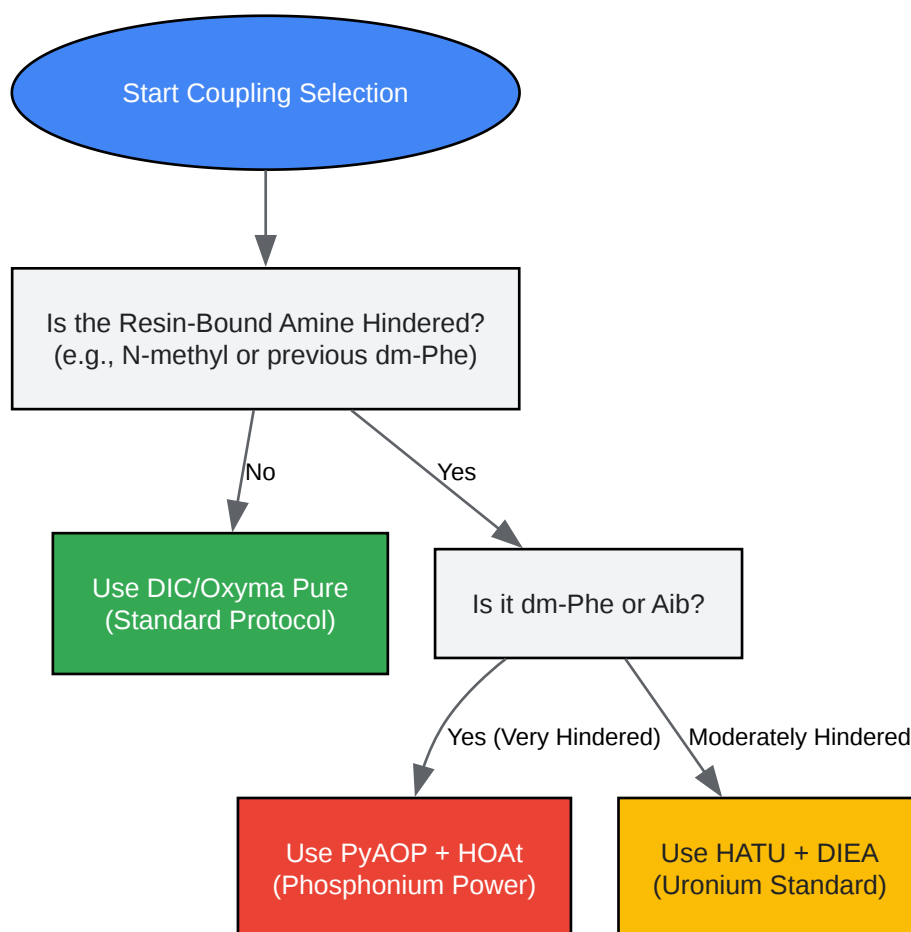 Start Coupling Selection
Is the Resin-Bound Amine Hindered?
(e.g., N-methyl or previous dm-Phe)
No
Yes
Use DIC/Oxyma Pure
(Standard Protocol)
Is it dm-Phe or Aib?
Yes (Very Hindered)
Moderately Hindered
Use PyAOP + HOAt
(Phosphonium Power)
Use HATU + DIEA
(Uronium Standard)